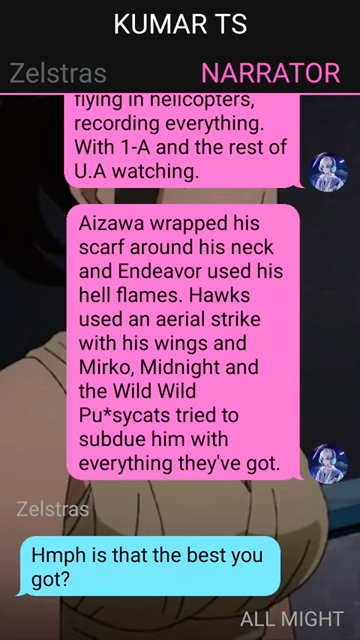 KUMAR TS
Zelstras NARRATOR
flying in helicopters,
recording everything.
With 1-A and the rest of
U.A watching.
Aizawa wrapped his
scarf around his neck
and Endeavor used his
hell flames. Hawks
used an aerial strike
with his wings and
Mirko, Midnight and
the Wild Wild
Pu*sycats tried to
subdue him with
everything they've got.
Zelstras
Hmph is that the best you
got?
ALL MIGHT